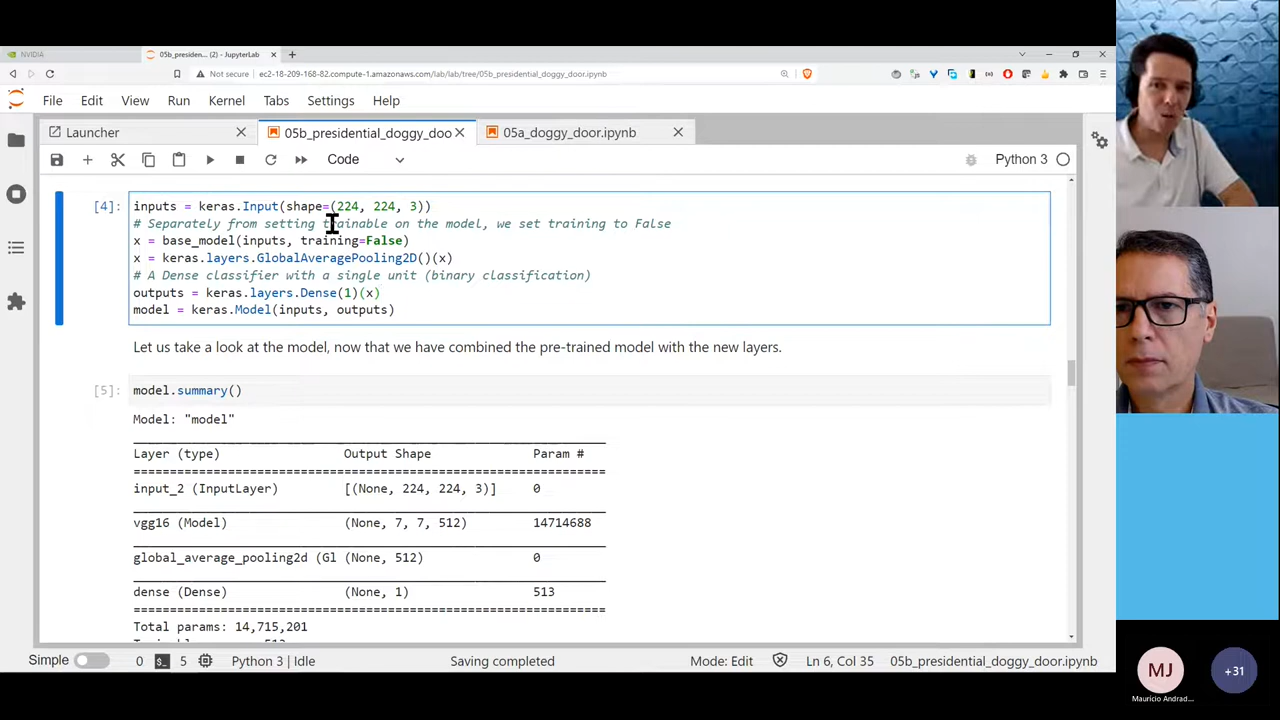 NVIDIA
05b_presiden... (2) - JupyterLab
Not secure
ec2-18-209-168-82.compute-1.amazonaws.com/lab/lab/tree/05b_presidential_doggy_door.ipynb
File Edit View Run Kernel Tabs Settings Help
Launcher
05b_presidential_doggy_doo
05a_doggy_door.ipynb
Code
Python 3
[4]:
inputs = keras.Input(shape=(224, 224, 3))
# Separately from setting trainable on the model, we set training to False
x = base_model(inputs, training=False)
x = keras.layers.GlobalAveragePooling2D()(x)
# A Dense classifier with a single unit (binary classification)
outputs = keras.layers.Dense(1)(x)
model = keras.Model(inputs, outputs)
Let us take a look at the model, now that we have combined the pre-trained model with the new layers.
[5]:
model.summary()
Model: "model"
Layer (type) Output Shape Param #
input_2 (InputLayer) [(None, 224, 224, 3)] 0
vgg16 (Model) (None, 7, 7, 512) 14714688
global_average_pooling2d (Gl (None, 512) 0
dense (Dense) (None, 1) 513
Total params: 14,715,201
Simple 0 5 Python 3 | Idle Saving completed Mode: Edit Ln 6, Col 35 05b_presidential_doggy_door.ipynb
MJ
Maurício Andrad...
+31